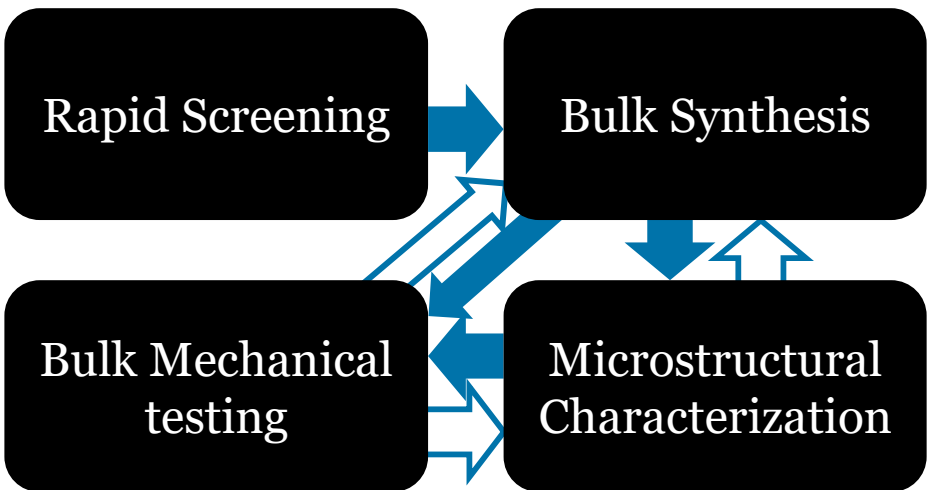 Rapid Screening
Bulk Synthesis
Bulk Mechanical
testing
Microstructural
Characterization